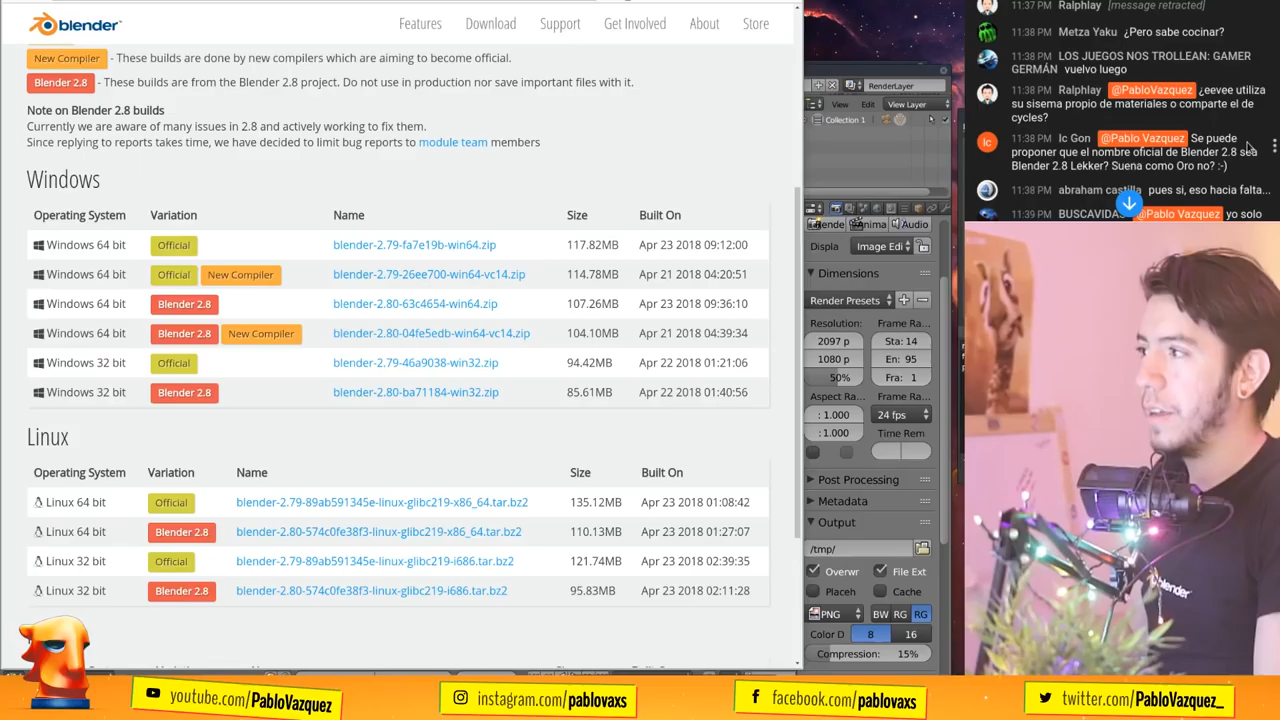 blender
Features
Download
Support
Get Involved
About
Store
New Compiler - These builds are done by new compilers which are aiming to become official.
Blender 2.8 - These builds are from the Blender 2.8 project. Do not use in production nor save important files with it.
Note on Blender 2.8 builds
Currently we are aware of many issues in 2.8 and actively working to fix them.
Since replying to reports takes time, we have decided to limit bug reports to module team members
Windows
Operating System Variation Name Size Built On
Windows 64 bit Official blender-2.79-fa7e19b-win64.zip 117.82MB Apr 23 2018 09:12:00
Windows 64 bit Official New Compiler blender-2.79-26ee700-win64-vc14.zip 114.78MB Apr 21 2018 04:20:51
Windows 64 bit Blender 2.8 blender-2.80-63c4654-win64.zip 107.26MB Apr 23 2018 09:36:10
Windows 64 bit Blender 2.8 New Compiler blender-2.80-04fe5edb-win64-vc14.zip 104.10MB Apr 21 2018 04:39:34
Windows 32 bit Official blender-2.79-46a9038-win32.zip 94.42MB Apr 22 2018 01:21:06
Windows 32 bit Blender 2.8 blender-2.80-ba71184-win32.zip 85.61MB Apr 22 2018 01:40:56
Linux
Operating System Variation Name Size Built On
Linux 64 bit Official blender-2.79-89ab591345e-linux-glibc219-x86_64.tar.bz2 135.12MB Apr 23 2018 01:08:42
Linux 64 bit Blender 2.8 blender-2.80-574c0fe38f3-linux-glibc219-x86_64.tar.bz2 110.13MB Apr 23 2018 01:27:07
Linux 32 bit Official blender-2.79-89ab591345e-linux-glibc219-i686.tar.bz2 121.74MB Apr 23 2018 02:39:35
Linux 32 bit Blender 2.8 blender-2.80-574c0fe38f3-linux-glibc219-i686.tar.bz2 95.83MB Apr 23 2018 02:11:28
RenderLayer
View Edit View Layer
Collection 1
Anima Audio
Displa Image Edi
Dimensions
Render Presets
Resolution: Frame Ra...
2097 p Sta: 14
1080 p En: 95
50% Fra: 1
Aspect Ra... Frame Ra...
: 1.000 24 fps
: 1.000 Time Rem
Post Processing
Metadata
Output
/tmp/
Overwr File Ext
Placeh Cache
PNG BW RG RG
Color D 8 16
Compression: 15%
11:37 PM Ralphlay [message retracted]
11:38 PM Metza Yaku ¿Pero sabe cocinar?
11:38 PM LOS JUEGOS NOS TROLLEAN: GAMER
GERMÁN vuelvo luego
11:38 PM Ralphlay @PabloVazquez ¿eevee utiliza
su sisema propio de materiales o comparte el de
cycles?
Ic 11:38 PM Ic Gon @Pablo Vazquez Se puede
proponer que el nombre oficial de Blender 2.8 sea
Blender 2.8 Lekker? Suena como Oro no? :-)
11:38 PM abraham castilla pues si, eso hacia falta...
11:39 PM BUSCAVIDAS @Pablo Vazquez yo solo
blender
youtube.com/PabloVazquez
instagram.com/pablovaxs
facebook.com/pablovaxs
twitter.com/PabloVazquez_